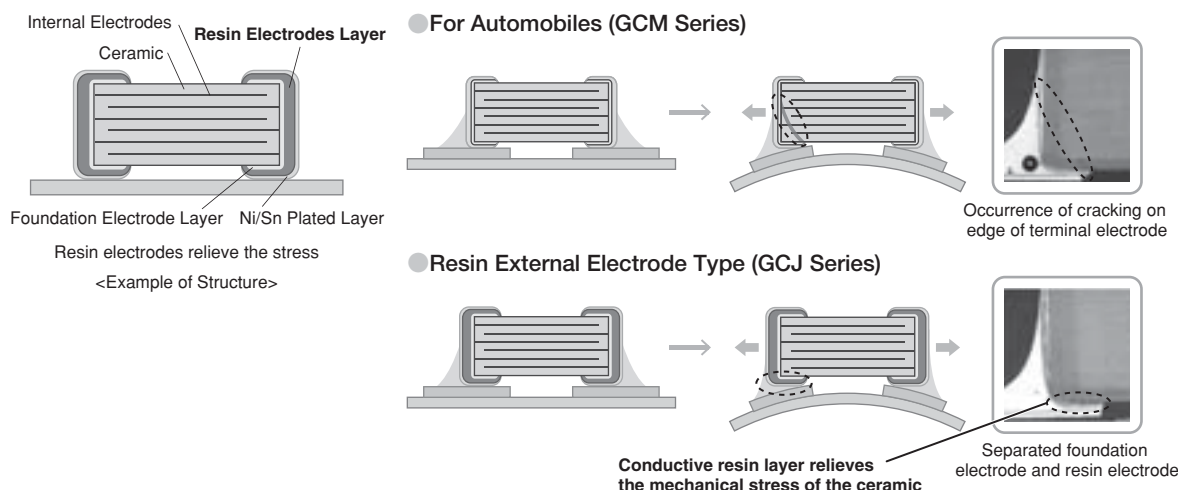 Internal Electrodes
Resin Electrodes Layer
Ceramic
Foundation Electrode Layer
Ni/Sn Plated Layer
Resin electrodes relieve the stress
<Example of Structure>
For Automobiles (GCM Series)
Occurrence of cracking on
edge of terminal electrode
Resin External Electrode Type (GCJ Series)
Conductive resin layer relieves
the mechanical stress of the ceramic
Separated foundation
electrode and resin electrode